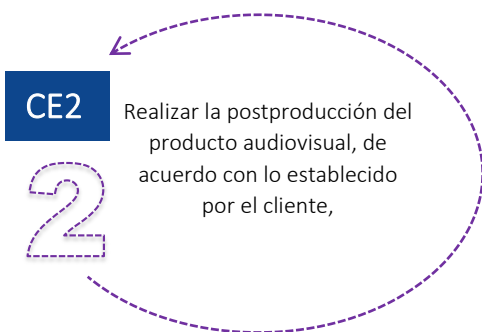 CE2
2
Realizar la postproducción del
producto audiovisual, de
acuerdo con lo establecido
por el cliente,